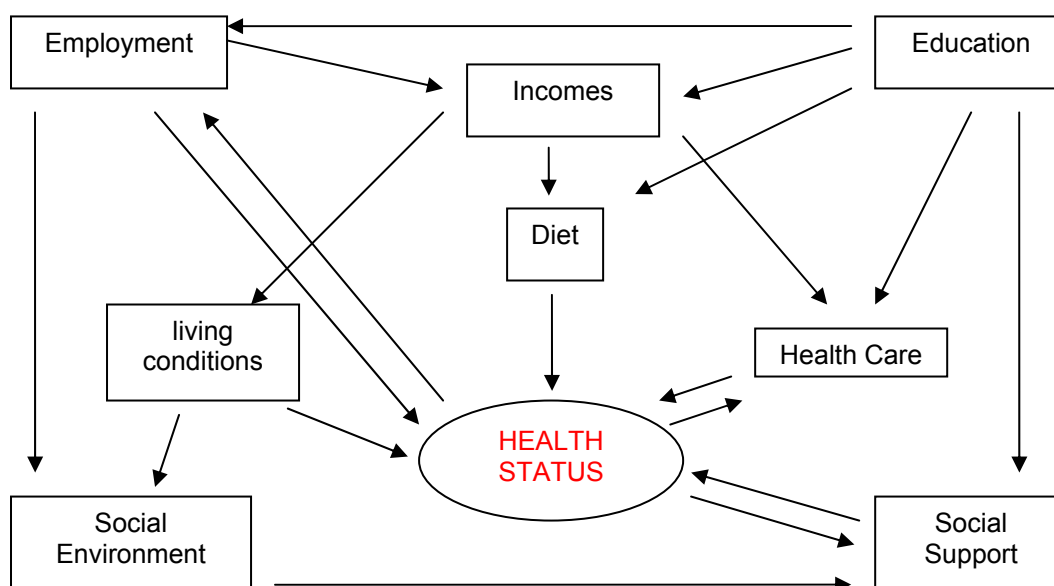 Employment
Education
Incomes
Diet
living
conditions
Health Care
HEALTH
STATUS
Social
Environment
Social
Support